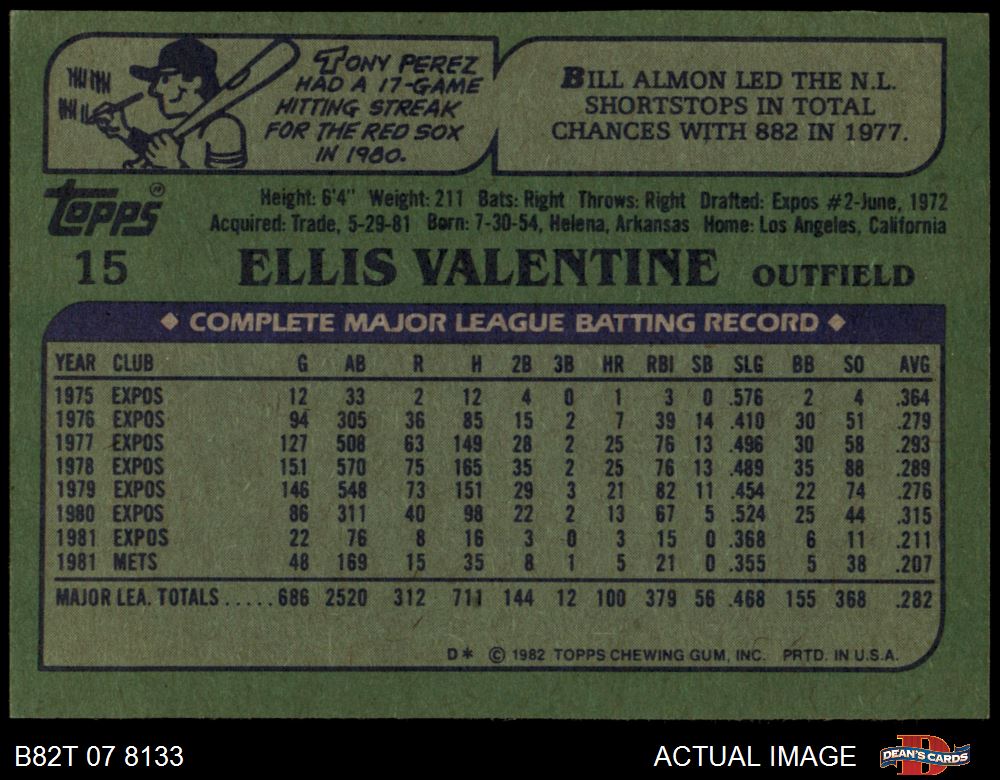 TONY PEREZ
HAD A 17-GAME
HITTING STREAK
FOR THE RED SOX
IN 1980.
BILL ALMON LED THE N.L.
SHORTSTOPS IN TOTAL
CHANCES WITH 882 IN 1977.
TOPPS®
Height: 6'4" Weight: 211 Bats: Right Throws: Right Drafted: Expos #2-June, 1972
Acquired: Trade, 5-29-81 Born: 7-30-54, Helena, Arkansas Home: Los Angeles, California
15 ELLIS VALENTINE OUTFIELD
◆ COMPLETE MAJOR LEAGUE BATTING RECORD ◆
YEAR CLUB G AB R H 2B 3B HR RBI SB SLG BB SO AVG
1975 EXPOS 12 33 2 12 4 0 1 3 0 .576 2 4 .364
1976 EXPOS 94 305 36 85 15 2 7 39 14 .410 30 51 .279
1977 EXPOS 127 508 63 149 28 2 25 76 13 .496 30 58 .293
1978 EXPOS 151 570 75 165 35 2 25 76 13 .489 35 88 .289
1979 EXPOS 146 548 73 151 29 3 21 82 11 .454 22 74 .276
1980 EXPOS 86 311 40 98 22 2 13 67 5 .524 25 44 .315
1981 EXPOS 22 76 8 16 3 0 3 15 0 .368 6 11 .211
1981 METS 48 169 15 35 8 1 5 21 0 .355 5 38 .207
MAJOR LEA. TOTALS.....686 2520 312 711 144 12 100 379 56 .468 155 368 .282
D* © 1982 TOPPS CHEWING GUM, INC. PRTD. IN U.S.A.
B82T 07 8133 ACTUAL IMAGE DEAN'S CARDS